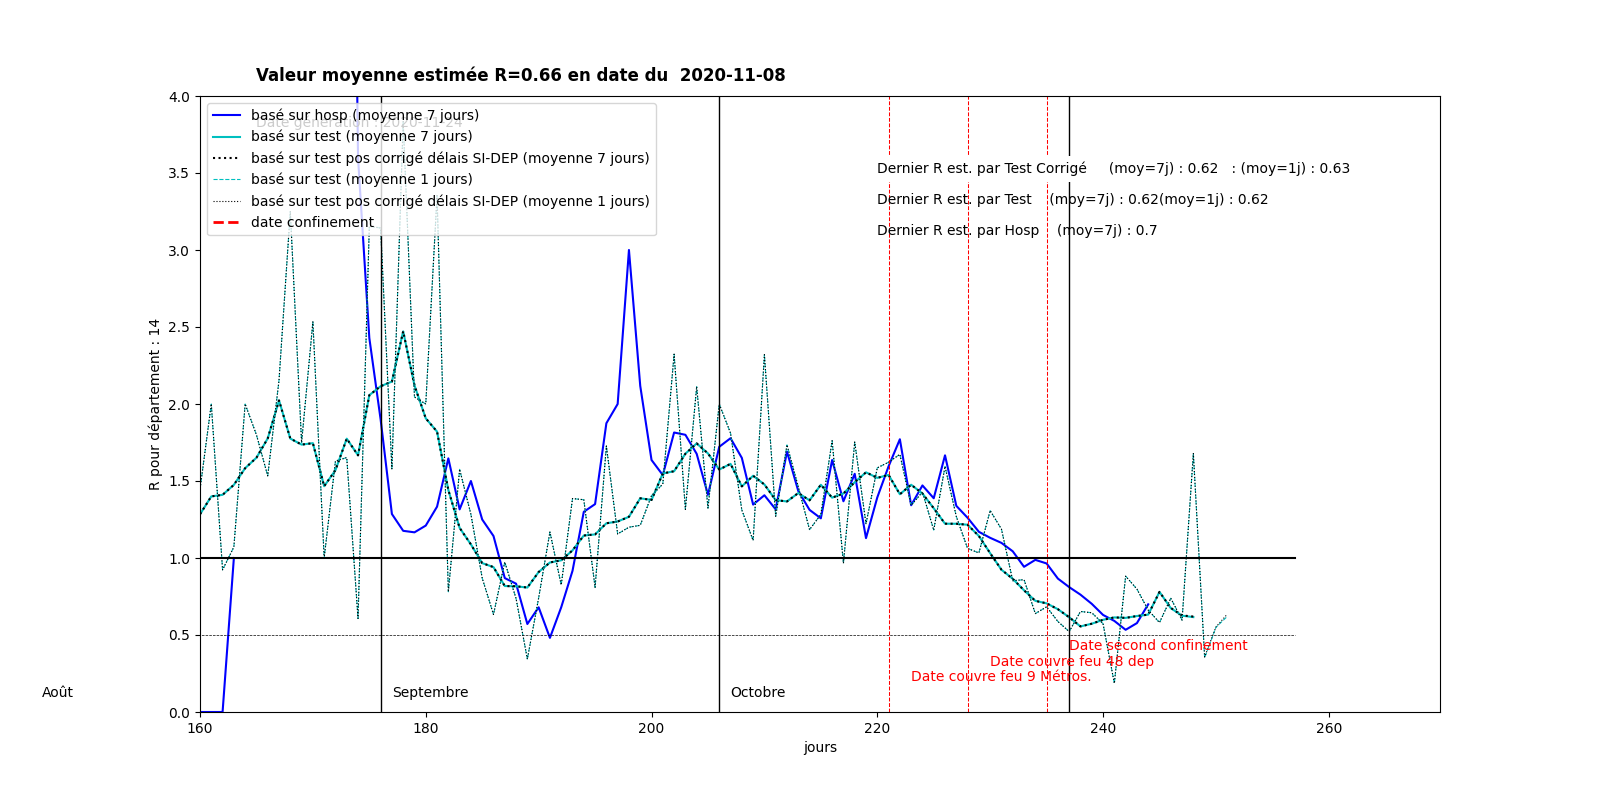 Valeur moyenne estimée R=0.66 en date du  2020-11-08
Date génération : 2020-11-24
basé sur hosp (moyenne 7 jours)
basé sur test (moyenne 7 jours)
basé sur test pos corrigé délais SI-DEP (moyenne 7 jours)
basé sur test (moyenne 1 jours)
basé sur test pos corrigé délais SI-DEP (moyenne 1 jours)
date confinement
Dernier R est. par Test Corrigé     (moy=7j) : 0.62   : (moy=1j) : 0.63
Dernier R est. par Test    (moy=7j) : 0.62(moy=1j) : 0.62
Dernier R est. par Hosp    (moy=7j) : 0.7
R pour département : 14
4.0
3.5
3.0
2.5
2.0
1.5
1.0
0.5
0.0
Date second confinement
Date couvre feu 48 dep
Date couvre feu 9 Métros.
Août
Septembre
Octobre
160
180
200
220
240
260
jours